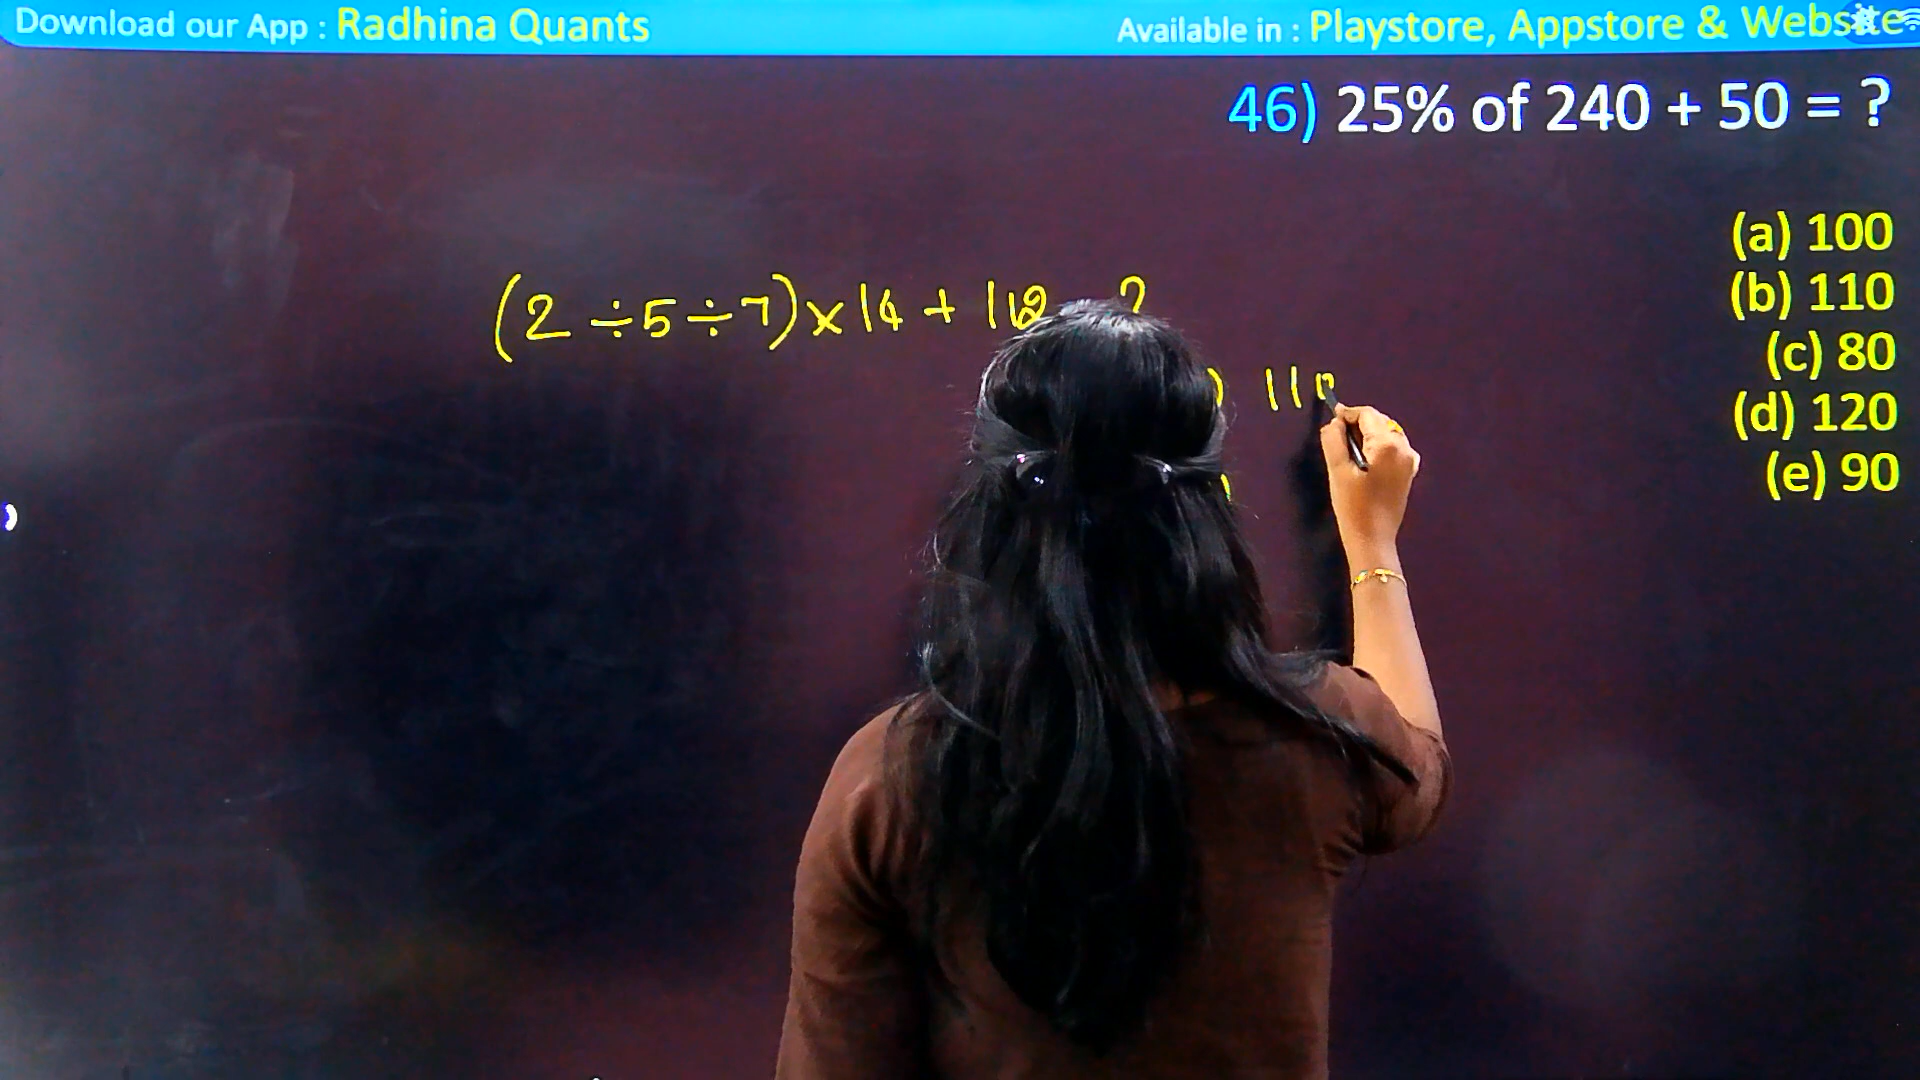 Download our App : Radhina Quants
Available in : Playstore, Appstore & Website
46) 25% of 240 + 50 = ?
(a) 100
(b) 110
(c) 80
(d) 120
(e) 90
(2 ÷ 5 ÷ 7) × 14 + ?
) 11